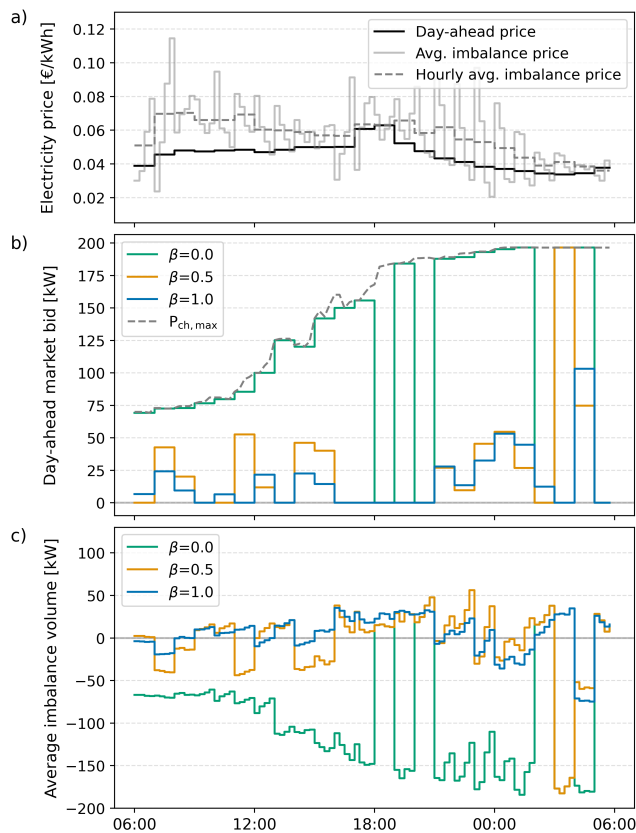 a)
Electricity price [€/kWh]
0.12
0.10
0.08
0.06
0.04
0.02
Day-ahead price
Avg. imbalance price
Hourly avg. imbalance price
b)
Day-ahead market bid [kW]
200
175
150
125
100
75
50
25
0
β=0.0
β=0.5
β=1.0
P_ch, max
c)
Average imbalance volume [kW]
100
50
0
−50
−100
−150
−200
β=0.0
β=0.5
β=1.0
06:00 12:00 18:00 00:00 06:00